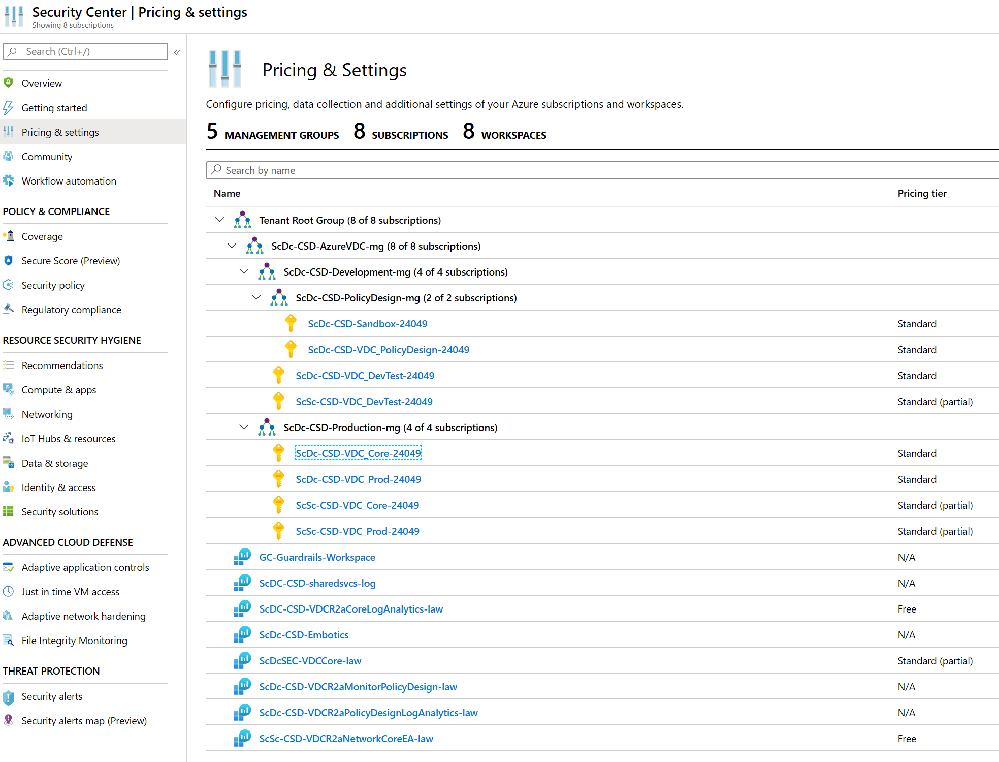 Security Center | Pricing & settings
Showing 8 subscriptions
Search (Ctrl+/)
«
Overview
Getting started
Pricing & settings
Community
Workflow automation
POLICY & COMPLIANCE
Coverage
Secure Score (Preview)
Security policy
Regulatory compliance
RESOURCE SECURITY HYGIENE
Recommendations
Compute & apps
Networking
IoT Hubs & resources
Data & storage
Identity & access
Security solutions
ADVANCED CLOUD DEFENSE
Adaptive application controls
Just in time VM access
Adaptive network hardening
File Integrity Monitoring
THREAT PROTECTION
Security alerts
Security alerts map (Preview)
Pricing & Settings
Configure pricing, data collection and additional settings of your Azure subscriptions and workspaces.
5 MANAGEMENT GROUPS 8 SUBSCRIPTIONS 8 WORKSPACES
Search by name
Name Pricing tier
Tenant Root Group (8 of 8 subscriptions)
ScDc-CSD-AzureVDC-mg (8 of 8 subscriptions)
ScDc-CSD-Development-mg (4 of 4 subscriptions)
ScDc-CSD-PolicyDesign-mg (2 of 2 subscriptions)
ScDc-CSD-Sandbox-24049 Standard
ScDc-CSD-VDC_PolicyDesign-24049 Standard
ScDc-CSD-VDC_DevTest-24049 Standard
ScSc-CSD-VDC_DevTest-24049 Standard (partial)
ScDc-CSD-Production-mg (4 of 4 subscriptions)
ScDc-CSD-VDC_Core-24049 Standard
ScDc-CSD-VDC_Prod-24049 Standard
ScSc-CSD-VDC_Core-24049 Standard (partial)
ScSc-CSD-VDC_Prod-24049 Standard (partial)
GC-Guardrails-Workspace N/A
ScDC-CSD-sharedsvcs-log N/A
ScDC-CSD-VDCR2aCoreLogAnalytics-law Free
ScDc-CSD-Embotics N/A
ScDcSEC-VDCCore-law Standard (partial)
ScDc-CSD-VDCR2aMonitorPolicyDesign-law N/A
ScDc-CSD-VDCR2aPolicyDesignLogAnalytics-law N/A
ScSc-CSD-VDCR2aNetworkCoreEA-law Free